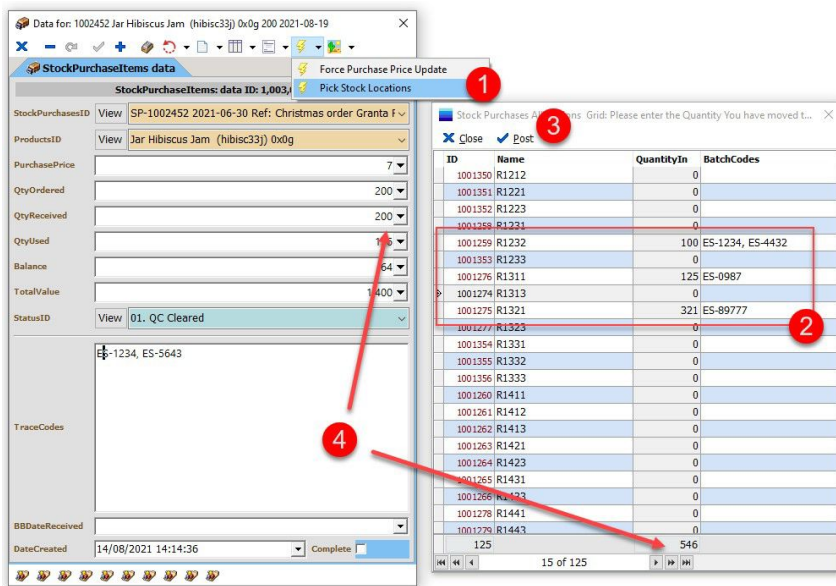 Data for: 1002452 Jar Hibiscus Jam (hibisc33j) 0x0g 200 2021-08-19
StockPurchaseItems data
Force Purchase Price Update
Pick Stock Locations
1
StockPurchaseItems: data ID: 1,003,
StockPurchasesID View SP-1002452 2021-06-30 Ref: Christmas order Granta
ProductsID View Jar Hibiscus Jam (hibisc33j) 0x0g
PurchasePrice 7
QtyOrdered 200
QtyReceived 200
QtyUsed
Balance 64
TotalValue 1400
StatusID View 01. QC Cleared
ES-1234, ES-5643
TraceCodes
4
BBDateReceived
DateCreated 14/08/2021 14:14:36 Complete
Stock Purchases Grid: Please enter the Quantity You have moved t...
Close Post
3
ID Name QuantityIn BatchCodes
1001350 R1212 0
1001351 R1221 0
1001352 R1223 0
1001258 R1231 0
1001259 R1232 100 ES-1234, ES-4432
1001353 R1233 0
1001276 R1311 125 ES-0987
1001274 R1313 0
1001275 R1321 321 ES-89777
2
1001277 R1323 0
1001354 R1331 0
1001355 R1332 0
1001356 R1333 0
1001260 R1411 0
1001261 R1412 0
1001262 R1413 0
1001263 R1421 0
1001264 R1423 0
1001265 R1431 0
1001266 R1433 0
1001278 R1441 0
1001279 R1443 0
125 546
15 of 125